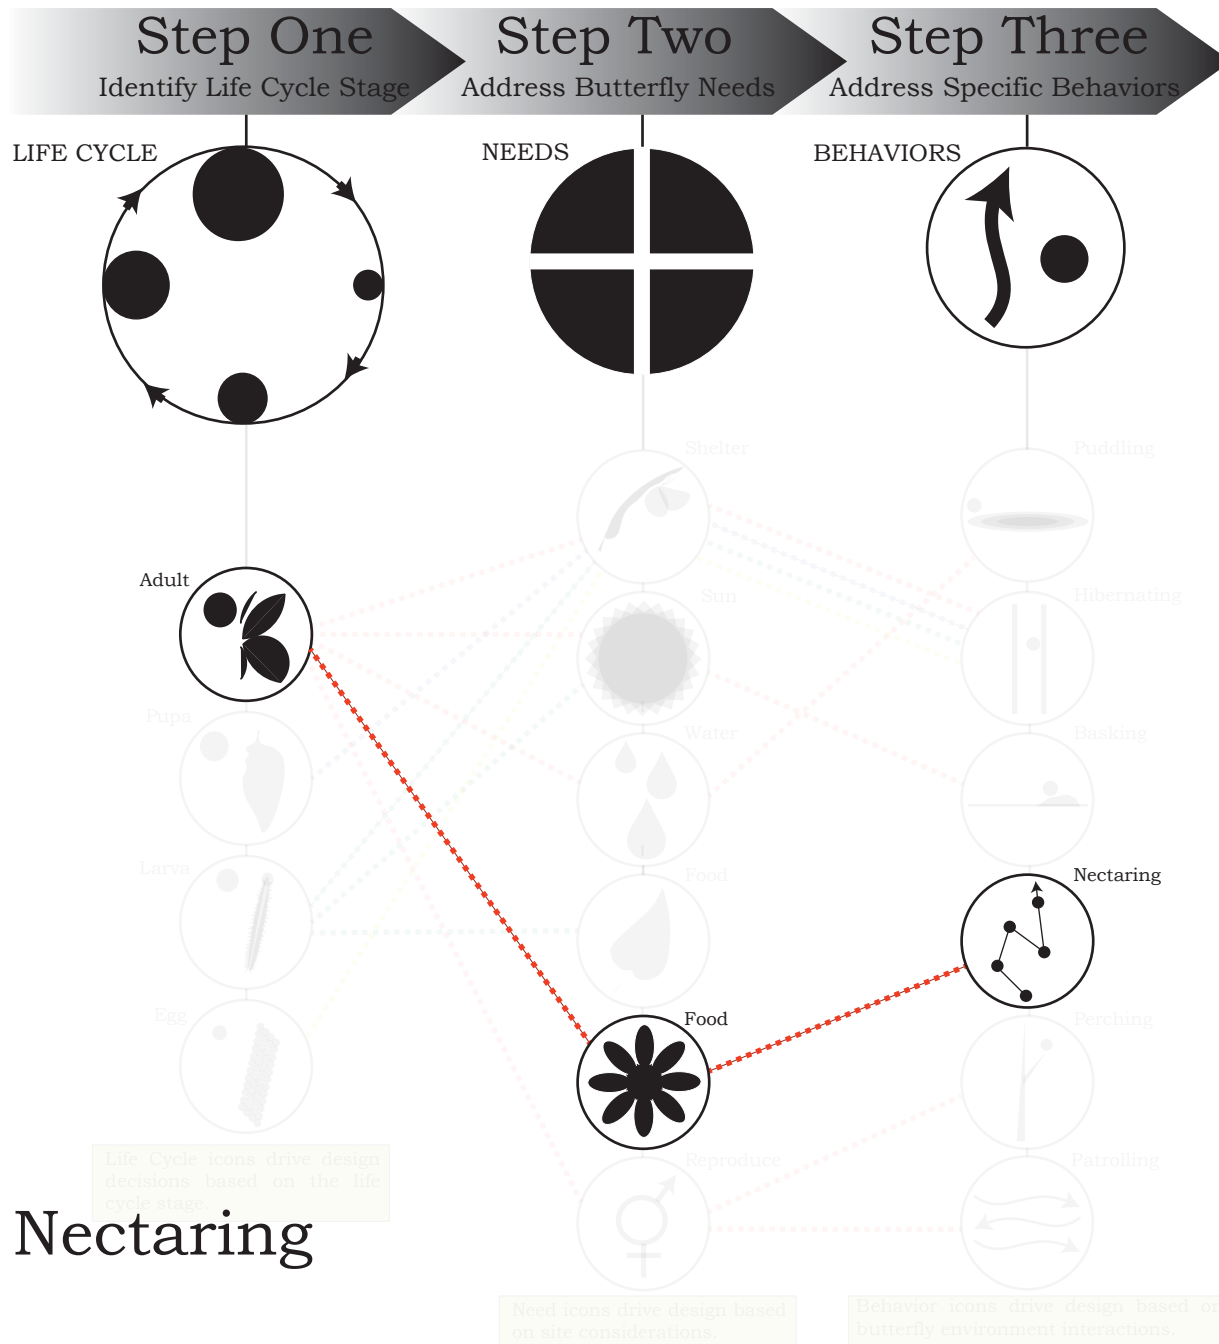 Step One
Identify Life Cycle Stage
Step Two
Address Butterfly Needs
Step Three
Address Specific Behaviors
LIFE CYCLE
NEEDS
BEHAVIORS
Shelter
Puddling
Adult
Sun
Hibernating
Pupa
Water
Basking
Larva
Food
Nectaring
Egg
Food
Perching
Life Cycle icons drive design
decisions based on the life
cycle stage.
Reproduce
Patrolling
Nectaring
Need icons drive design based
on site considerations.
Behavior icons drive design based on
butterfly environment interactions.